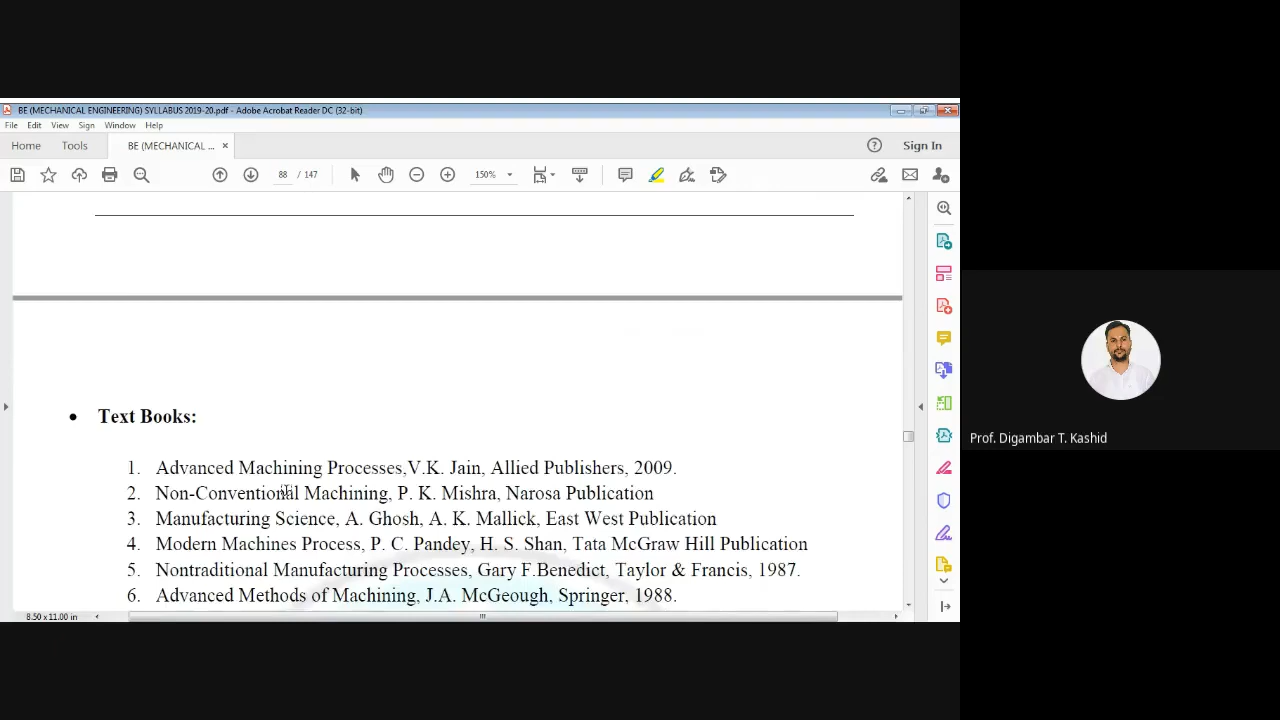 BE (MECHANICAL ENGINEERING) SYLLABUS 2019-20.pdf - Adobe Acrobat Reader DC (32-bit)
File Edit View Sign Window Help
Home Tools BE (MECHANICAL ... × Sign In
88 / 147 150%
• Text Books:
1. Advanced Machining Processes,V.K. Jain, Allied Publishers, 2009.
2. Non-Conventional Machining, P. K. Mishra, Narosa Publication
3. Manufacturing Science, A. Ghosh, A. K. Mallick, East West Publication
4. Modern Machines Process, P. C. Pandey, H. S. Shan, Tata McGraw Hill Publication
5. Nontraditional Manufacturing Processes, Gary F.Benedict, Taylor & Francis, 1987.
6. Advanced Methods of Machining, J.A. McGeough, Springer, 1988.
8.50 x 11.00 in
Prof. Digambar T. Kashid